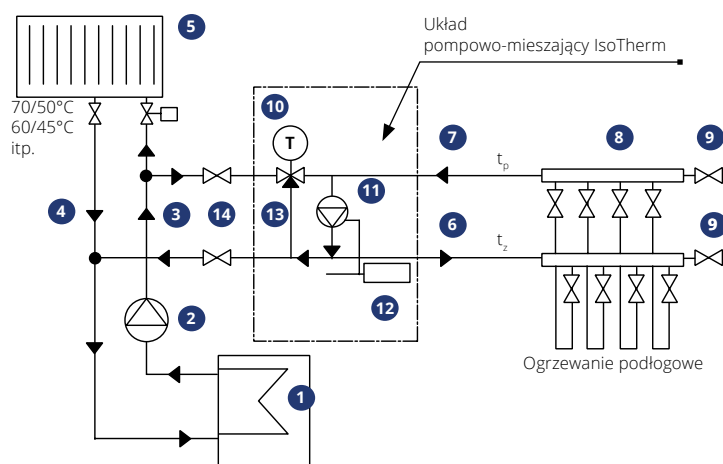 5
Układ
pompowo-mieszający IsoTherm
70/50°C
60/45°C
itp.
10
T
7
tp
8
9
4
3
14
13
11
6
tz
9
2
12
Ogrzewanie podłogowe
1